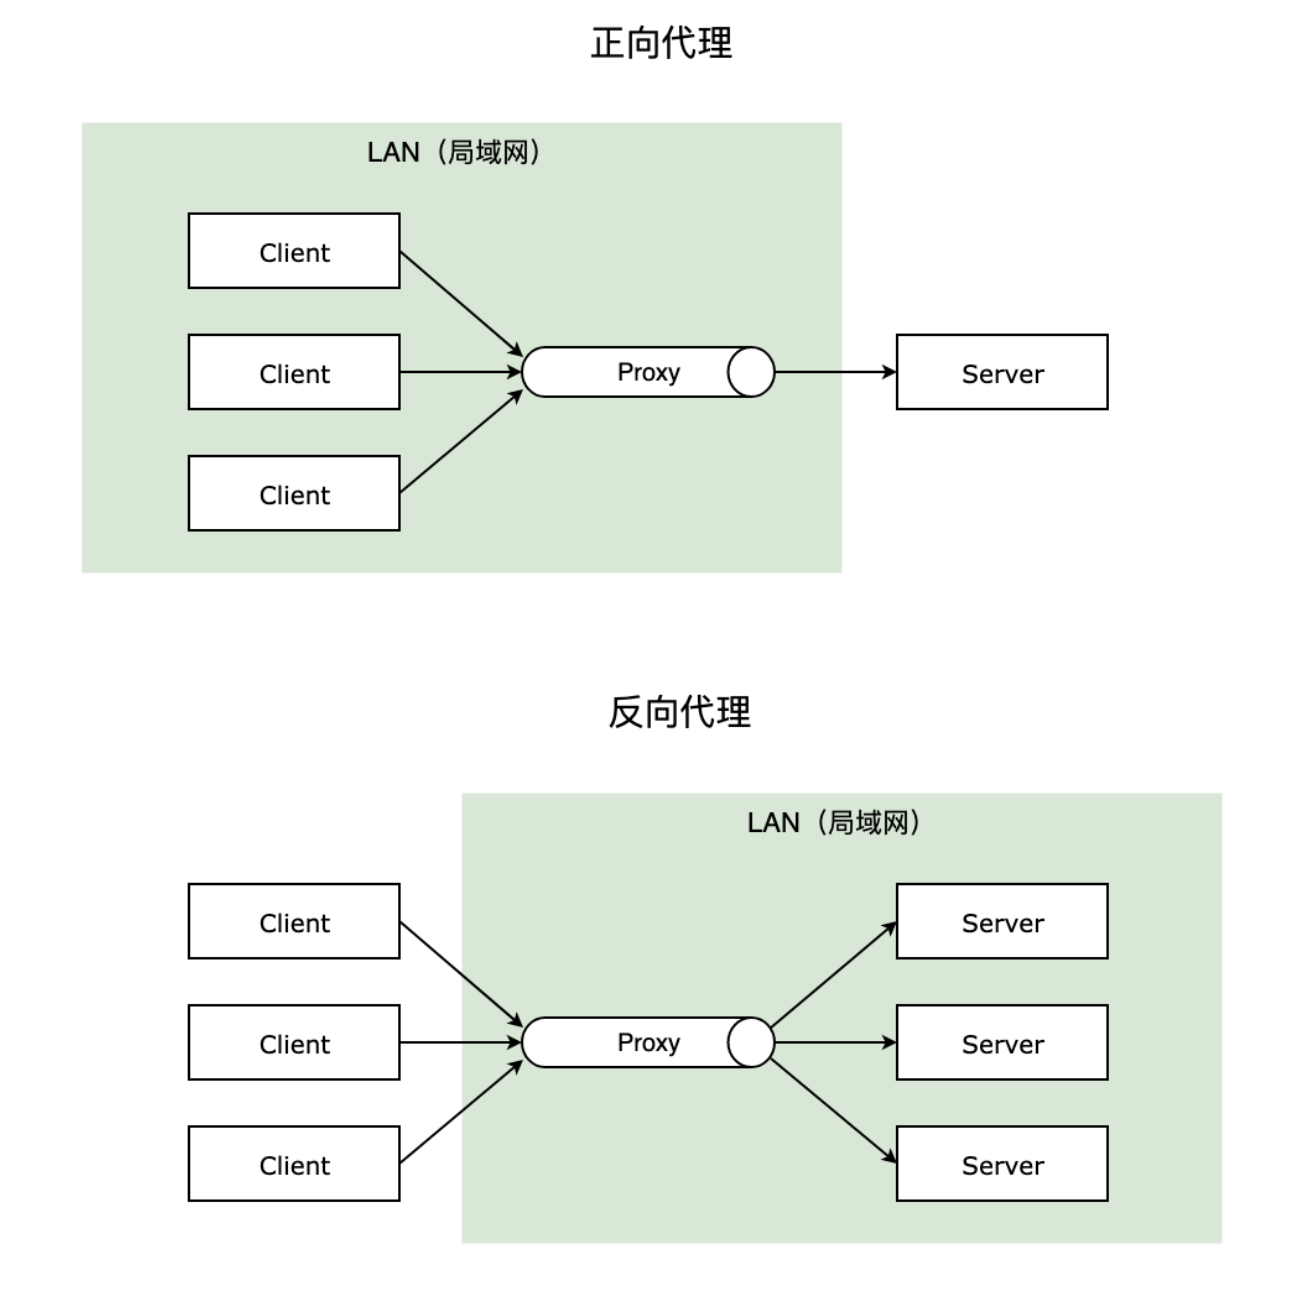 正向代理
LAN（局域网）
Client
Client
Proxy
Server
Client
反向代理
LAN（局域网）
Client
Server
Client
Proxy
Server
Client
Server